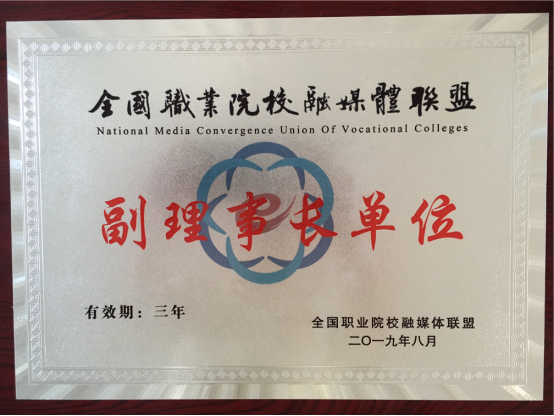 全國職業院校融媒體聯盟
National Media Convergence Union Of Vocational Colleges
副理事长单位
有效期：三年
全国职业院校融媒体联盟
二〇一九年八月